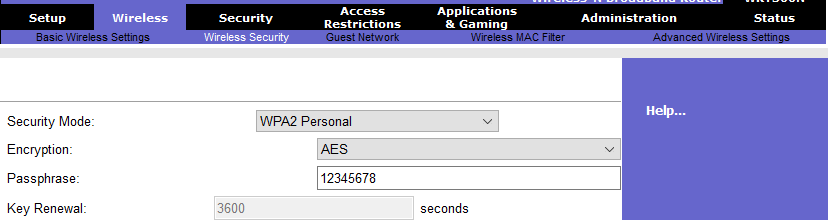 Wireless-N Broadband Router WRT300N
Setup Wireless Security Access Restrictions Applications & Gaming Administration Status
Basic Wireless Settings Wireless Security Guest Network Wireless MAC Filter Advanced Wireless Settings
Help...
Security Mode: WPA2 Personal
Encryption: AES
Passphrase: 12345678
Key Renewal: 3600 seconds